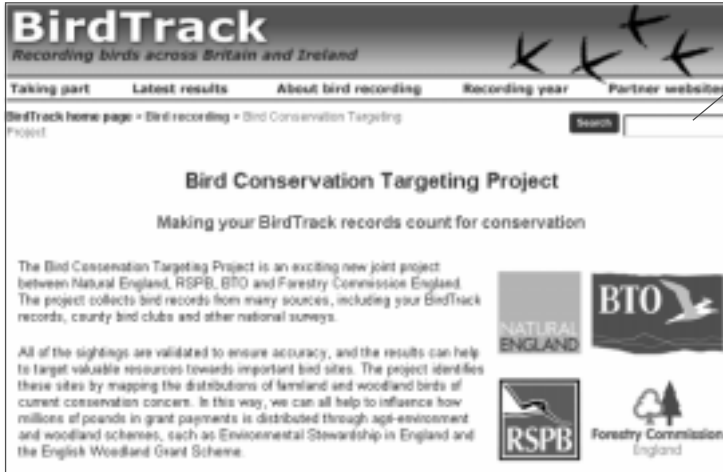 BirdTrack
Recording birds across Britain and Ireland
Taking part Latest results About bird recording Recording year Partner websites
BirdTrack home page > Bird recording > Bird Conservation Targeting
Project
Search
Bird Conservation Targeting Project
Making your BirdTrack records count for conservation
The Bird Conservation Targeting Project is an exciting new joint project
between Natural England, RSPB, BTO and Forestry Commission England.
The project collects bird records from many sources, including your BirdTrack
records, county bird clubs and other national surveys.
All of the sightings are validated to ensure accuracy, and the results can help
to target valuable resources towards important bird sites. The project identifies
these sites by mapping the distributions of farmland and woodland birds of
current conservation concern. In this way, we can all help to influence how
millions of pounds in grant payments is distributed through agri-environment
and woodland schemes, such as Environmental Stewardship in England and
the English Woodland Grant Scheme.
NATURAL
ENGLAND
BTO
RSPB
Forestry Commission
England